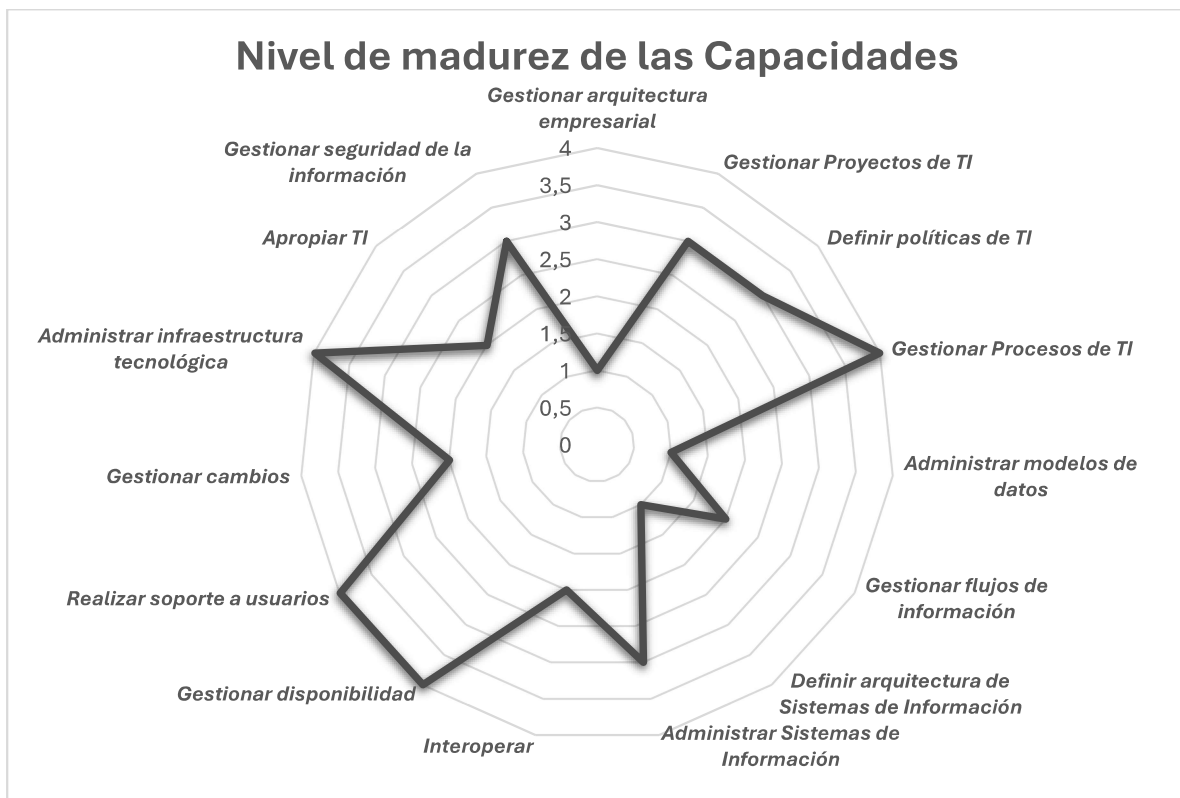 Nivel de madurez de las Capacidades
Gestionar arquitectura
empresarial
Gestionar Proyectos de TI
Definir políticas de TI
Gestionar Procesos de TI
Administrar modelos de
datos
Gestionar flujos de
información
Definir arquitectura de
Sistemas de Información
Administrar Sistemas de
Información
Interoperar
Gestionar disponibilidad
Realizar soporte a usuarios
Gestionar cambios
Administrar infraestructura
tecnológica
Apropiar TI
Gestionar seguridad de la
información
4
3,5
3
2,5
2
1,5
1
0,5
0